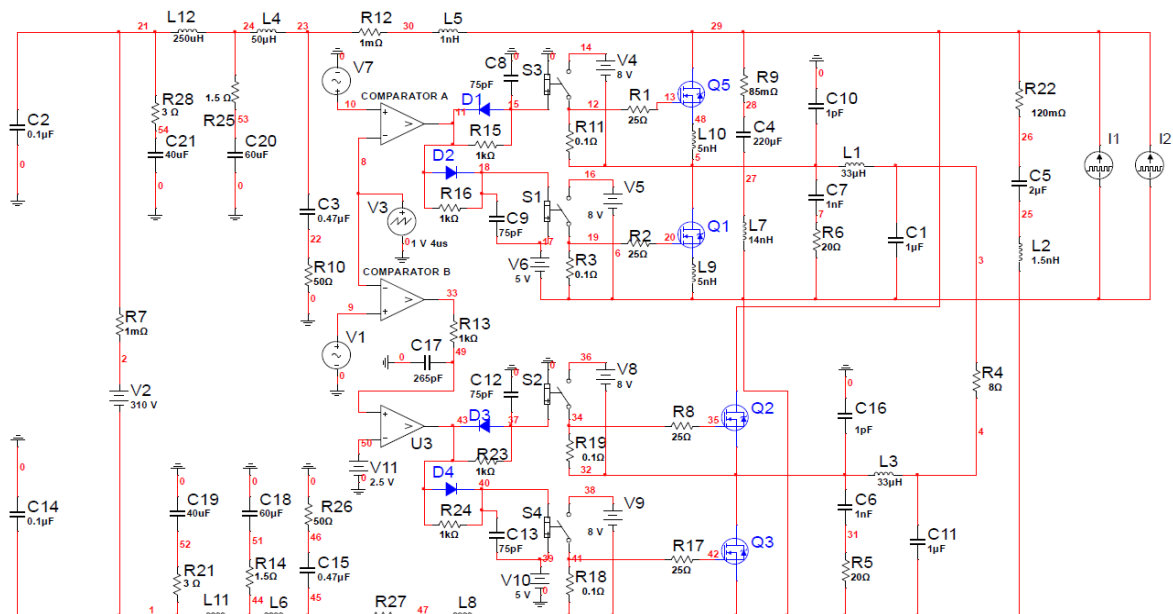 L12
250uH
21
24
L4
50µH
23
R12
1mΩ
30
L5
1nH
29
C2
0.1µF
0
R28
3 Ω
54
C21
40uF
0
1.5 Ω
R25
53
C20
60uF
0
V7
0
10
COMPARATOR A
8
11
D1
15
C8
75pF
0
R15
1kΩ
D2
18
R16
1kΩ
C9
75pF
S3
0
14
V4
8 V
12
R1
25Ω
13
Q5
R11
0.1Ω
48
L10
5nH
5
R9
85mΩ
28
C4
220µF
27
L7
14nH
0
C10
1pF
L1
33µH
C7
1nF
7
R6
20Ω
C1
1µF
R22
120mΩ
26
C5
2µF
25
L2
1.5nH
I1
I2
3
V3
0
1 V 4us
S1
16
V5
8 V
17
19
R2
25Ω
6
20
Q1
V6
5 V
0
R3
0.1Ω
L9
5nH
C3
0.47µF
22
R10
50Ω
0
COMPARATOR B
33
9
V1
0
R13
1kΩ
49
0
C17
265pF
R7
1mΩ
2
V2
310 V
S2
0
36
V8
8 V
C12
75pF
0
D3
37
43
U3
50
V11
2.5 V
0
R23
1kΩ
D4
40
R24
1kΩ
C13
75pF
34
R8
25Ω
35
Q2
R19
0.1Ω
32
0
C16
1pF
L3
33µH
C6
1nF
31
R5
20Ω
C11
1µF
R4
8Ω
4
S4
38
V9
8 V
39
41
R17
25Ω
42
Q3
V10
5 V
0
R18
0.1Ω
0
C14
0.1µF
0
C19
40uF
52
R21
3 Ω
0
C18
60µF
51
R14
1.5Ω
44
0
R26
50Ω
46
C15
0.47µF
45
1
L11
L6
R27
47
L8